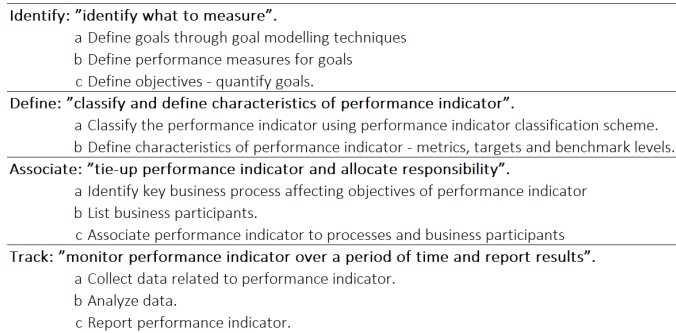 Identify: ”identify what to measure”.
a Define goals through goal modelling techniques
b Define performance measures for goals
c Define objectives - quantify goals.
Define: ”classify and define characteristics of performance indicator”.
a Classify the performance indicator using performance indicator classification scheme.
b Define characteristics of performance indicator - metrics, targets and benchmark levels.
Associate: ”tie-up performance indicator and allocate responsibility”.
a Identify key business process affecting objectives of performance indicator
b List business participants.
c Associate performance indicator to processes and business participants
Track: ”monitor performance indicator over a period of time and report results”.
a Collect data related to performance indicator.
b Analyze data.
c Report performance indicator.